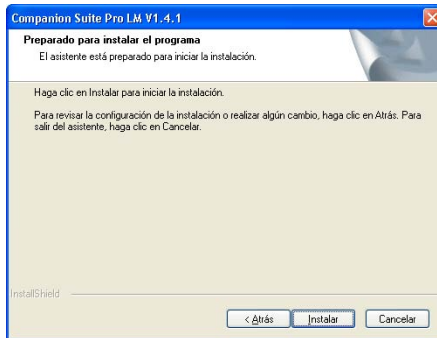 Companion Suite Pro LM V1.4.1
Preparado para instalar el programa
El asistente está preparado para iniciar la instalación.
Haga clic en Instalar para iniciar la instalación.
Para revisar la configuración de la instalación o realizar algún cambio, haga clic en Atrás. Para
salir del asistente, haga clic en Cancelar.
InstallShield
< Atrás Instalar Cancelar